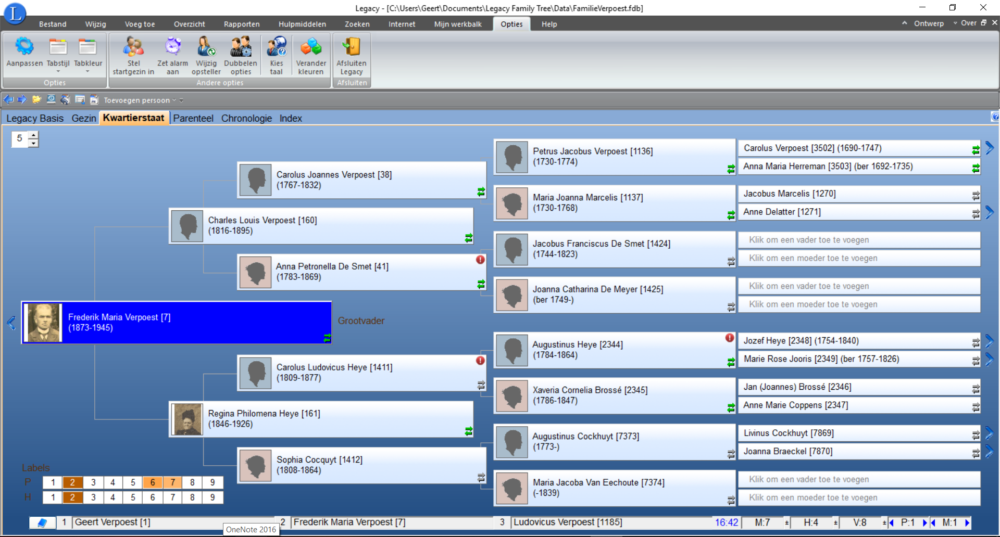 Legacy - [C:\Users\Geert\Documents\Legacy Family Tree\Data\FamilieVerpoest.fdb]
L
Bestand Wijzig Voeg toe Overzicht Rapporten Hulpmiddelen Zoeken Internet Mijn werkbalk Opties Help Ontwerp Over
Aanpassen Tabstijl Tabkleur Stel startgezin in Zet alarm aan Wijzig opsteller Dubbelen opties Kies taal Verander kleuren Afsluiten Legacy
Opties Andere opties Afsluiten
Toevoegen persoon
Legacy Basis Gezin Kwartierstaat Parenteel Chronologie Index
5
Frederik Maria Verpoest [7]
(1873-1945)
Grootvader
Charles Louis Verpoest [160]
(1816-1895)
Regina Philomena Heye [161]
(1846-1926)
Carolus Joannes Verpoest [38]
(1767-1832)
Anna Petronella De Smet [41]
(1783-1869)
Carolus Ludovicus Heye [1411]
(1809-1877)
Sophia Cocquyt [1412]
(1808-1864)
Petrus Jacobus Verpoest [1136]
(1730-1774)
Maria Joanna Marcelis [1137]
(1730-1768)
Jacobus Franciscus De Smet [1424]
(1744-1823)
Joanna Catharina De Meyer [1425]
(ber 1749-)
Augustinus Heye [2344]
(1784-1864)
Xaveria Cornelia Brossé [2345]
(1786-1847)
Augustinus Cockhuyt [7373]
(1773-)
Maria Jacoba Van Eechoute [7374]
(-1839)
Carolus Verpoest [3502] (1690-1747)
Anna Maria Herreman [3503] (ber 1692-1735)
Jacobus Marcelis [1270]
Anne Delatter [1271]
Klik om een vader toe te voegen
Klik om een moeder toe te voegen
Klik om een vader toe te voegen
Klik om een moeder toe te voegen
Jozef Heye [2348] (1754-1840)
Marie Rose Jooris [2349] (ber 1757-1826)
Jan (Joannes) Brossé [2346]
Anne Marie Coppens [2347]
Livinus Cockhuyt [7869]
Joanna Braeckel [7870]
Klik om een vader toe te voegen
Klik om een moeder toe te voegen
Labels
P 1 2 3 4 5 6 7 8 9
H 1 2 3 4 5 6 7 8 9
1 Geert Verpoest [1] 2 Frederik Maria Verpoest [7] 3 Ludovicus Verpoest [1185] 16:42 M:7 ± H:4 ± V:8 ± P:1 M:1
OneNote 2016